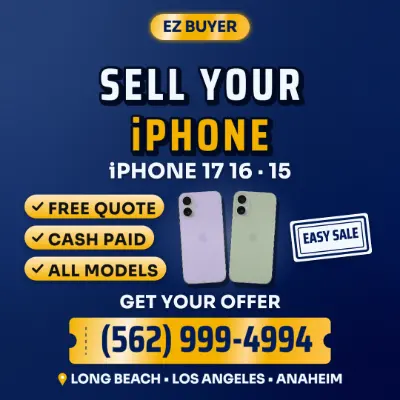 EZ BUYER
SELL YOUR
iPHONE
iPHONE 17 16 · 15
✓ FREE QUOTE
✓ CASH PAID
✓ ALL MODELS
EASY SALE
GET YOUR OFFER
(562) 999-4994
LONG BEACH • LOS ANGELES • ANAHEIM